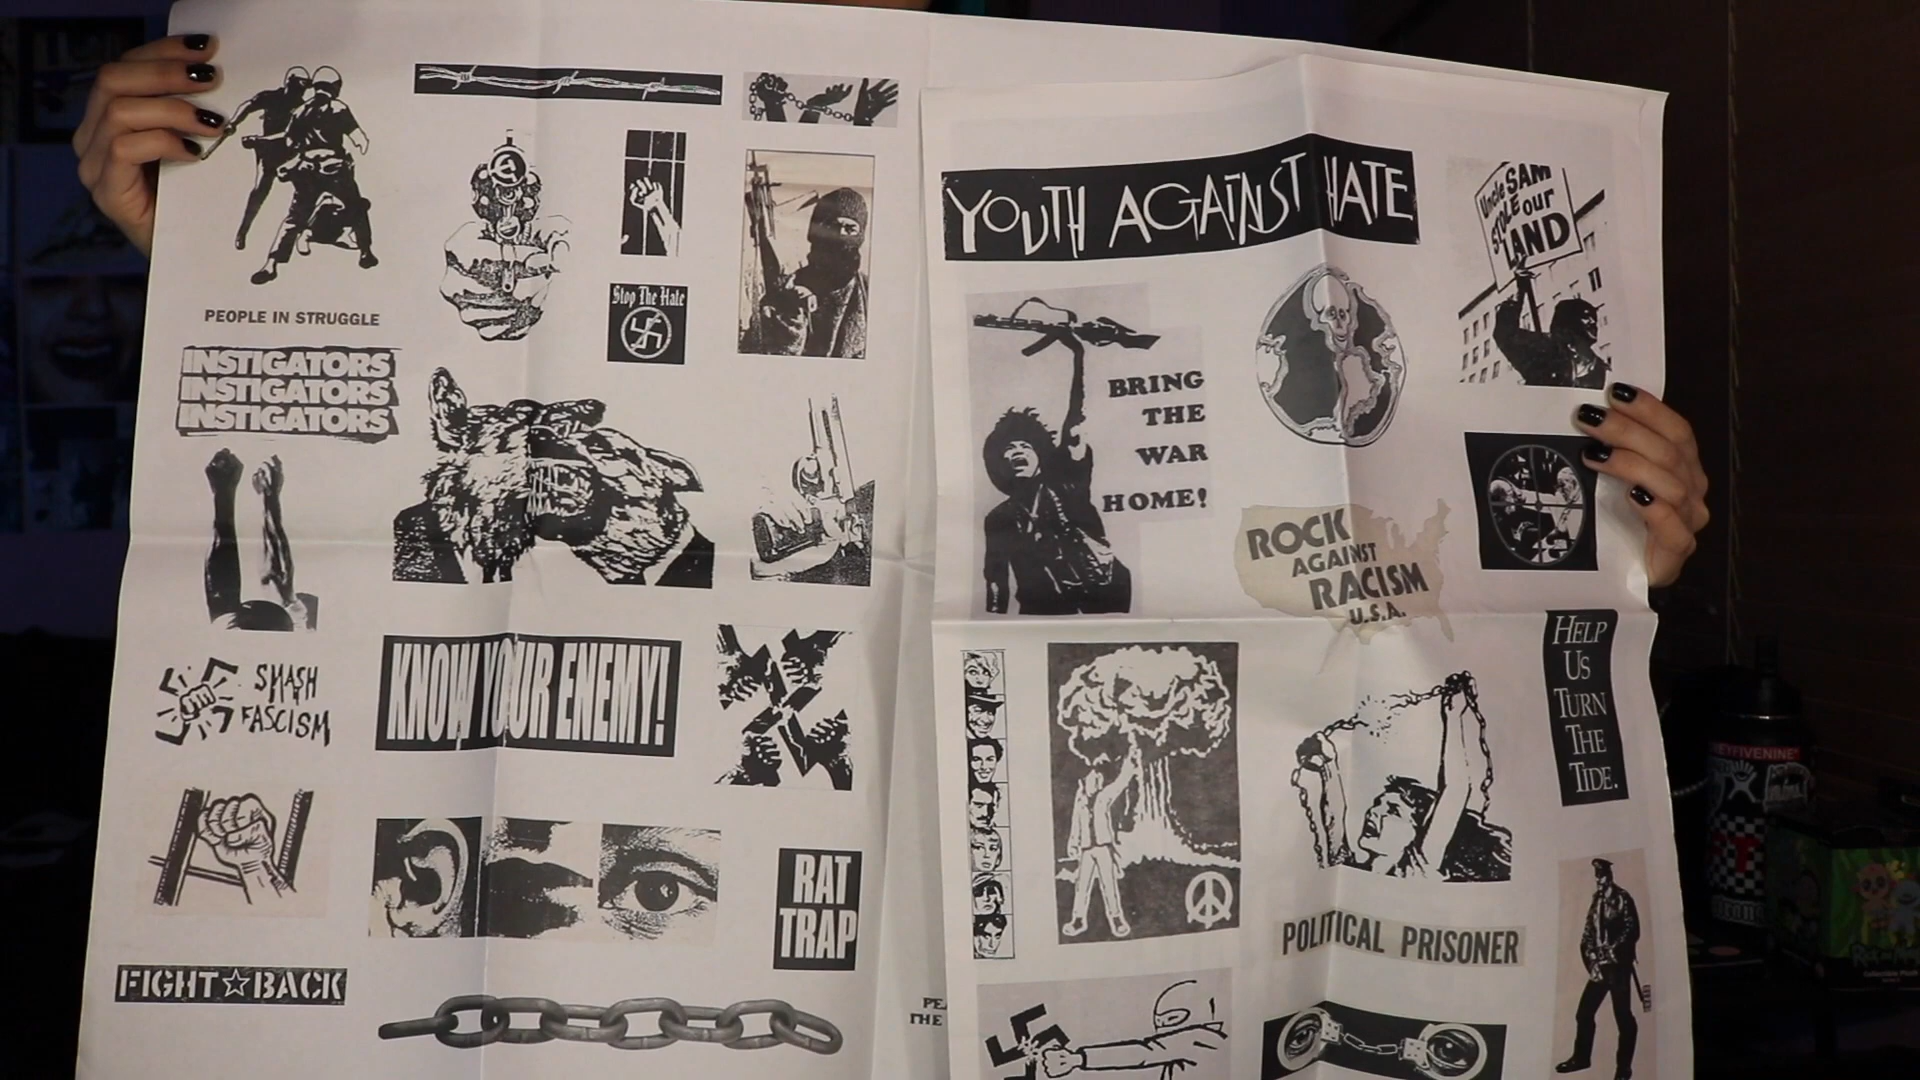 PEOPLE IN STRUGGLE
INSTIGATORS
INSTIGATORS
INSTIGATORS
Stop The Hate
SMASH
FASCISM
KNOW YOUR ENEMY!
RAT
TRAP
FIGHT BACK
YOUTH AGAINST HATE
Uncle SAM
STOLE our
LAND
BRING
THE
WAR
HOME!
ROCK
AGAINST
RACISM
U.S.A.
HELP
US
TURN
THE
TIDE.
POLITICAL PRISONER